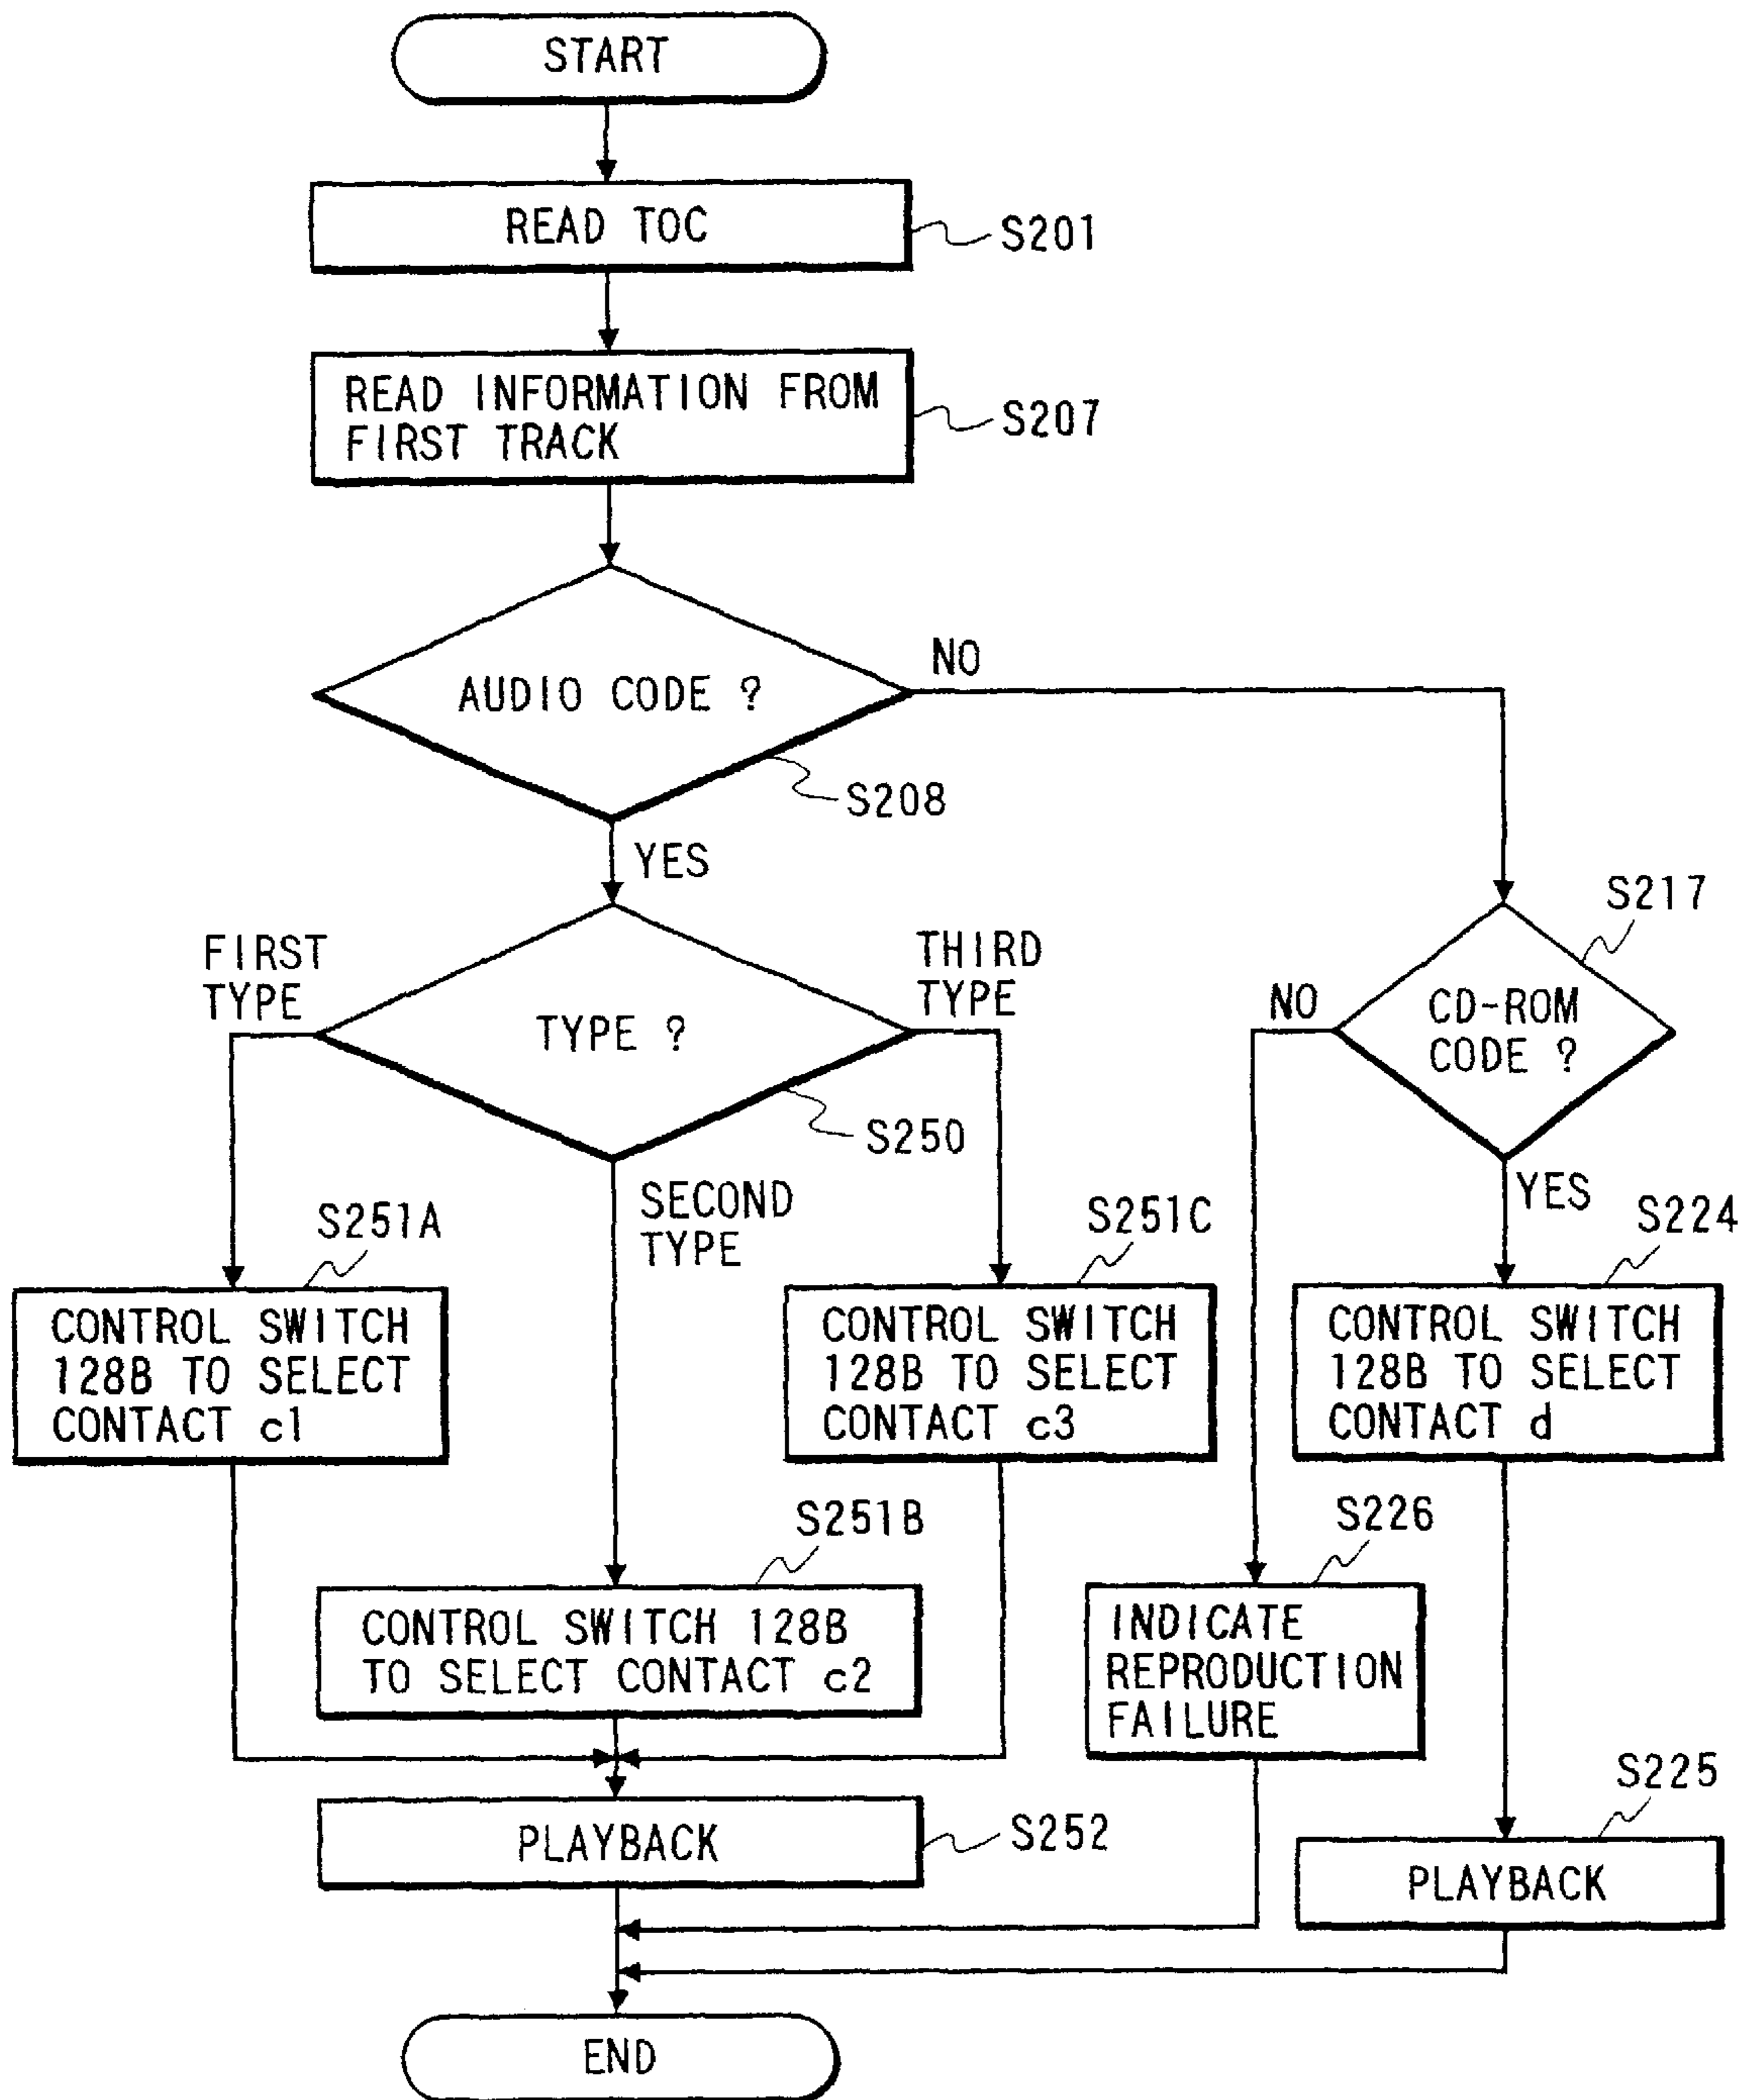 START
READ TOC
S201
READ INFORMATION FROM
FIRST TRACK
S207
AUDIO CODE ?
NO
S208
YES
S217
FIRST
TYPE
THIRD
TYPE
TYPE ?
NO
CD-ROM
CODE ?
S250
YES
SECOND
TYPE
S251A
S251C
S224
CONTROL SWITCH
128B TO SELECT
CONTACT c1
CONTROL SWITCH
128B TO SELECT
CONTACT c3
CONTROL SWITCH
128B TO SELECT
CONTACT d
S251B
S226
CONTROL SWITCH 128B
TO SELECT CONTACT c2
INDICATE
REPRODUCTION
FAILURE
PLAYBACK
S252
S225
PLAYBACK
END